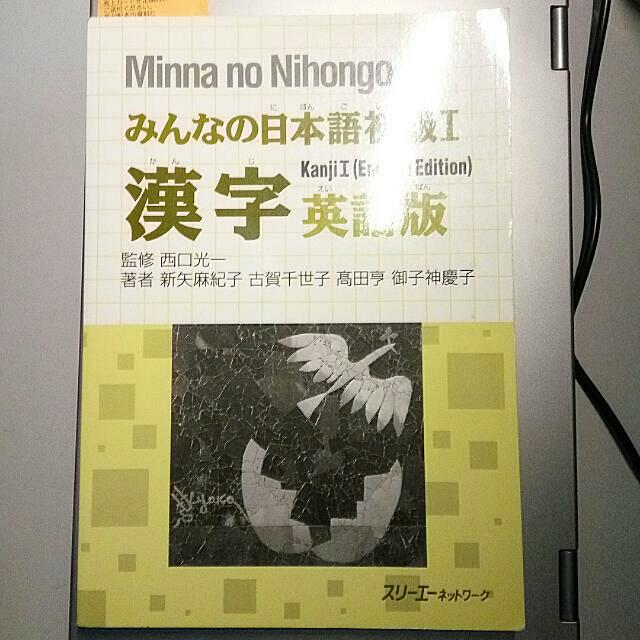 Minna no Nihongo
にほんご
みんなの日本語初級I
かんじ
漢字
Kanji I (English Edition)
えい ばん
英語版
監修 西口光一
著者 新矢麻紀子 古賀千世子 髙田亨 御子神慶子
Kiyoko
スリーエーネットワーク